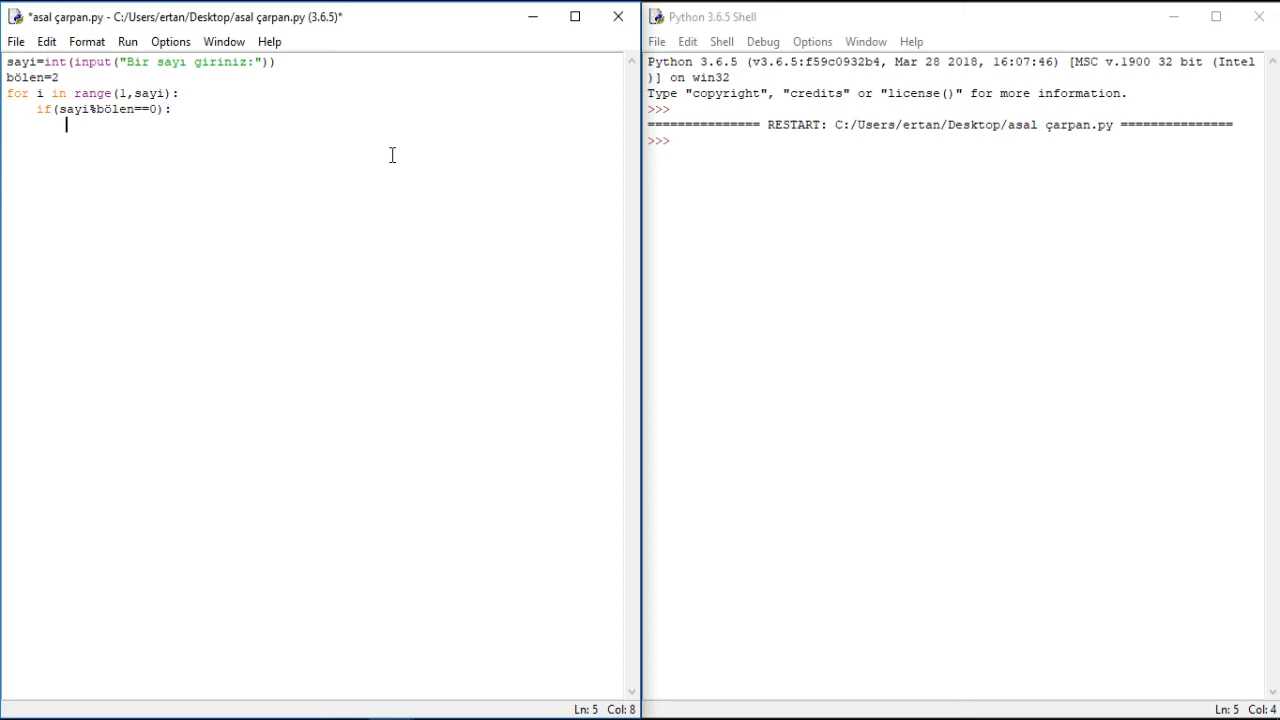 *asal çarpan.py - C:/Users/ertan/Desktop/asal çarpan.py (3.6.5)*
File Edit Format Run Options Window Help
sayi=int(input("Bir sayı giriniz:"))
bölen=2
for i in range(1,sayi):
    if(sayi%bölen==0):
Ln: 5 Col: 8
Python 3.6.5 Shell
File Edit Shell Debug Options Window Help
Python 3.6.5 (v3.6.5:f59c0932b4, Mar 28 2018, 16:07:46) [MSC v.1900 32 bit (Intel
)] on win32
Type "copyright", "credits" or "license()" for more information.
>>>
=============== RESTART: C:/Users/ertan/Desktop/asal çarpan.py ===============
>>>
Ln: 5 Col: 4